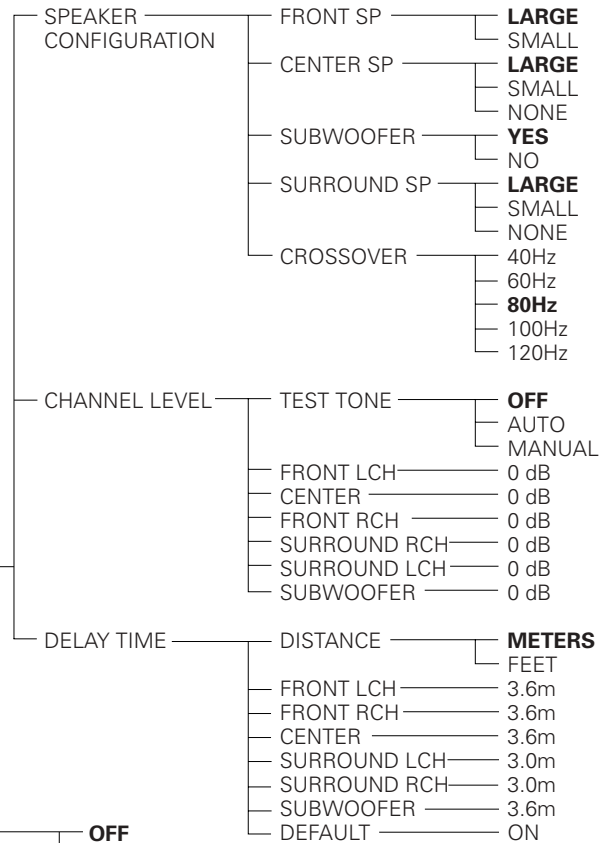 SPEAKER CONFIGURATION
FRONT SP
LARGE
SMALL
CENTER SP
LARGE
SMALL
NONE
SUBWOOFER
YES
NO
SURROUND SP
LARGE
SMALL
NONE
CROSSOVER
40Hz
60Hz
80Hz
100Hz
120Hz
CHANNEL LEVEL
TEST TONE
OFF
AUTO
MANUAL
FRONT LCH 0 dB
CENTER 0 dB
FRONT RCH 0 dB
SURROUND RCH 0 dB
SURROUND LCH 0 dB
SUBWOOFER 0 dB
DELAY TIME
DISTANCE
METERS
FEET
FRONT LCH 3.6m
FRONT RCH 3.6m
CENTER 3.6m
SURROUND LCH 3.0m
SURROUND RCH 3.0m
SUBWOOFER 3.6m
DEFAULT ON
OFF